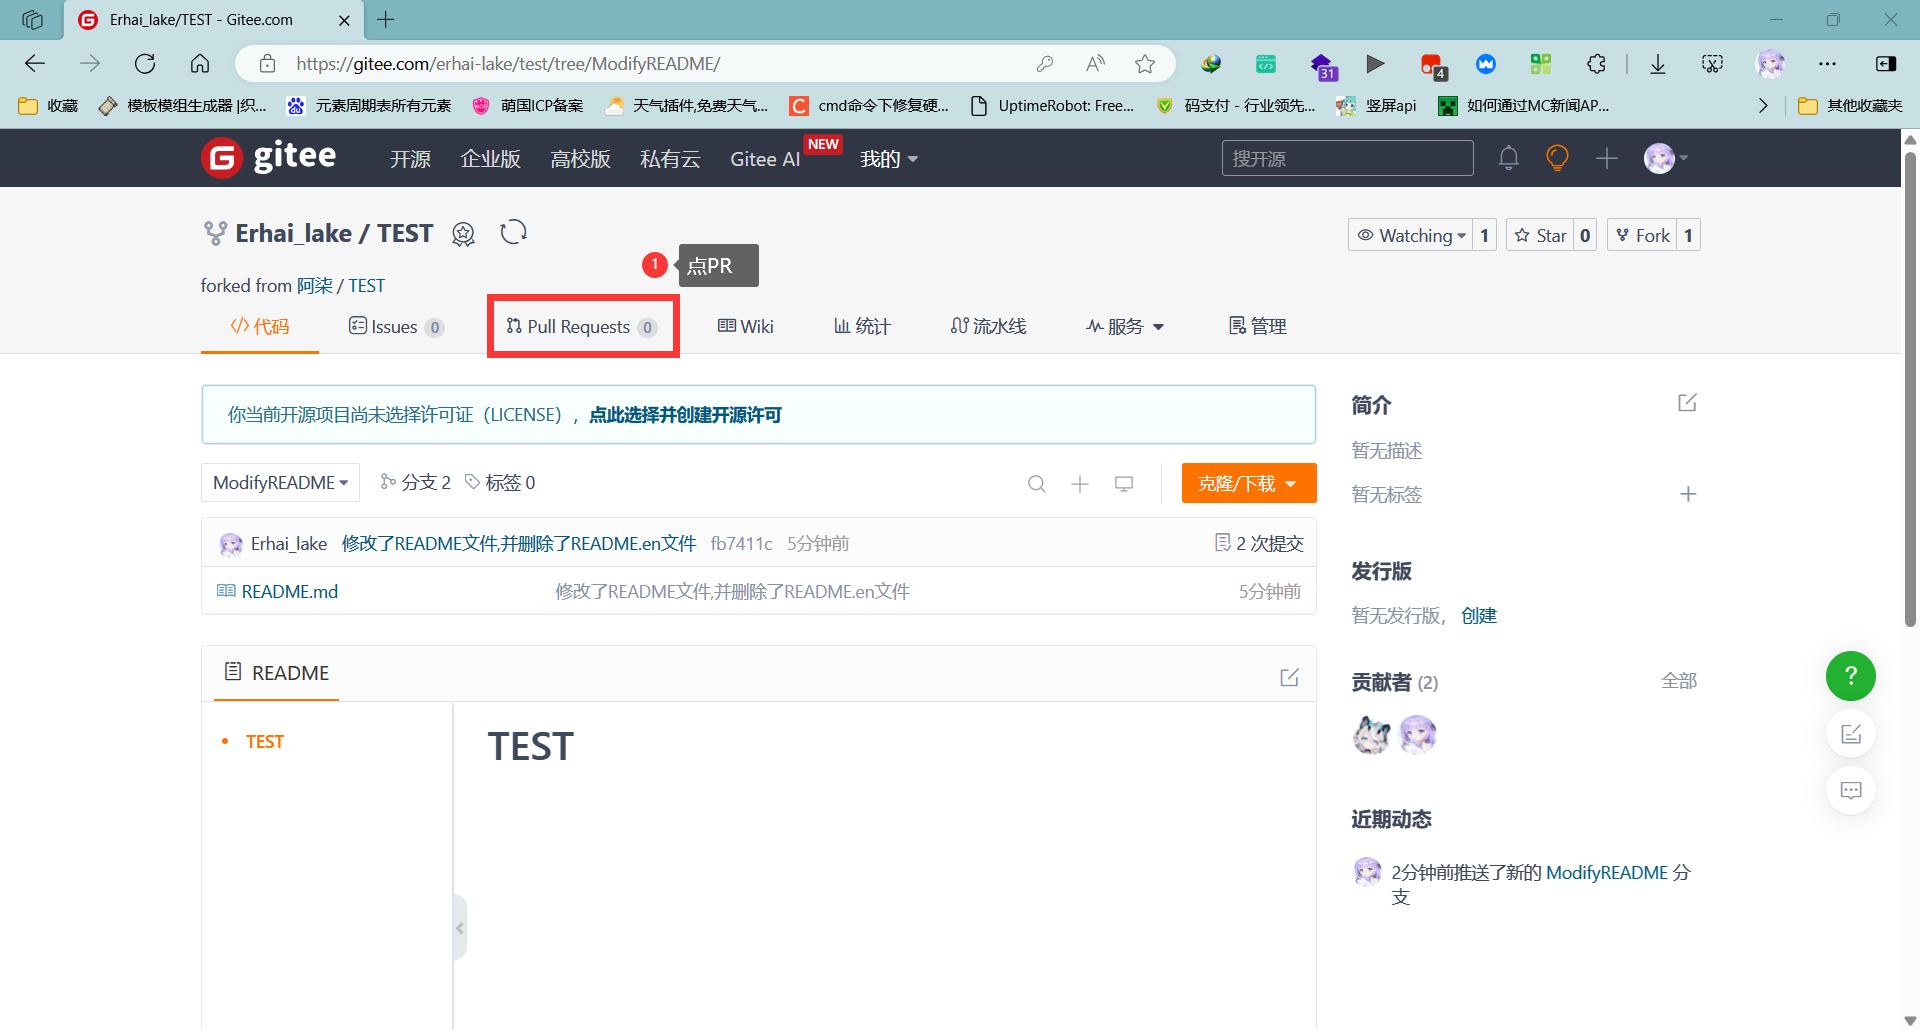 Erhai_lake/TEST - Gitee.com
https://gitee.com/erhai-lake/test/tree/ModifyREADME/
31
4
收藏
模板模组生成器 |织...
元素周期表所有元素
萌国ICP备案
天气插件,免费天气...
cmd命令下修复硬...
UptimeRobot: Free...
码支付 - 行业领先...
竖屏api
如何通过MC新闻AP...
其他收藏夹
gitee
开源
企业版
高校版
私有云
Gitee AI
NEW
我的
搜开源
Erhai_lake / TEST
Watching 1
Star 0
Fork 1
1
点PR
forked from 阿柒 / TEST
代码
Issues 0
Pull Requests 0
Wiki
统计
流水线
服务
管理
你当前开源项目尚未选择许可证（LICENSE），点此选择并创建开源许可
简介
暂无描述
暂无标签
ModifyREADME
分支 2
标签 0
克隆/下载
Erhai_lake 修改了README文件,并删除了README.en文件 fb7411c 5分钟前
2 次提交
README.md 修改了README文件,并删除了README.en文件 5分钟前
发行版
暂无发行版，创建
README
贡献者 (2)
全部
TEST
TEST
近期动态
2分钟前推送了新的 ModifyREADME 分
支
?